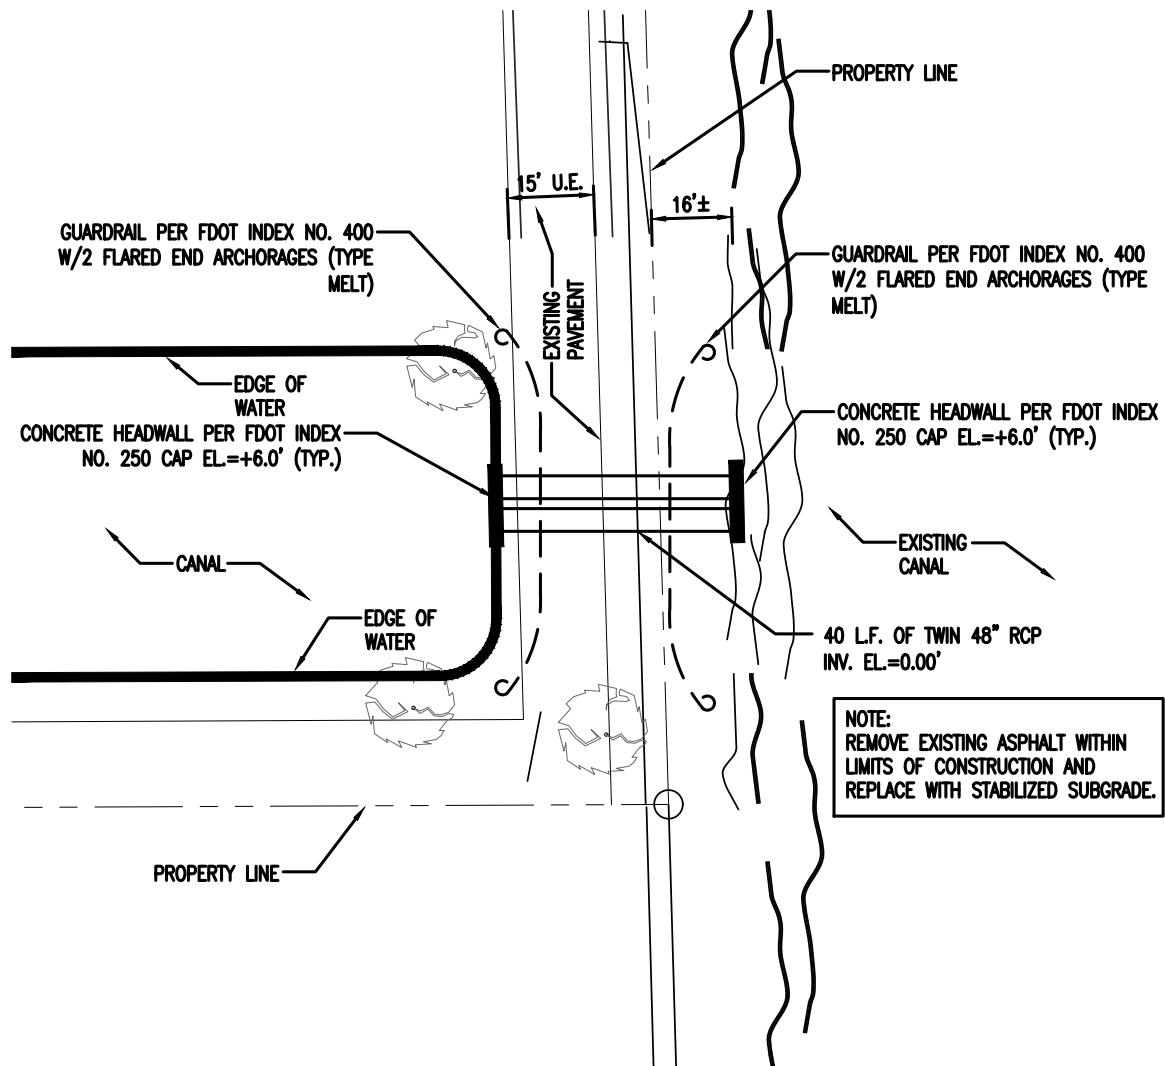 PROPERTY LINE
15' U.E.
16'±
GUARDRAIL PER FDOT INDEX NO. 400
W/2 FLARED END ARCHORAGES (TYPE
MELT)
GUARDRAIL PER FDOT INDEX NO. 400
W/2 FLARED END ARCHORAGES (TYPE
MELT)
EXISTING
PAVEMENT
EDGE OF
WATER
CONCRETE HEADWALL PER FDOT INDEX
NO. 250 CAP EL.=+6.0' (TYP.)
CONCRETE HEADWALL PER FDOT INDEX
NO. 250 CAP EL.=+6.0' (TYP.)
CANAL
EXISTING
CANAL
EDGE OF
WATER
40 L.F. OF TWIN 48" RCP
INV. EL.=0.00'
NOTE:
REMOVE EXISTING ASPHALT WITHIN
LIMITS OF CONSTRUCTION AND
REPLACE WITH STABILIZED SUBGRADE.
PROPERTY LINE